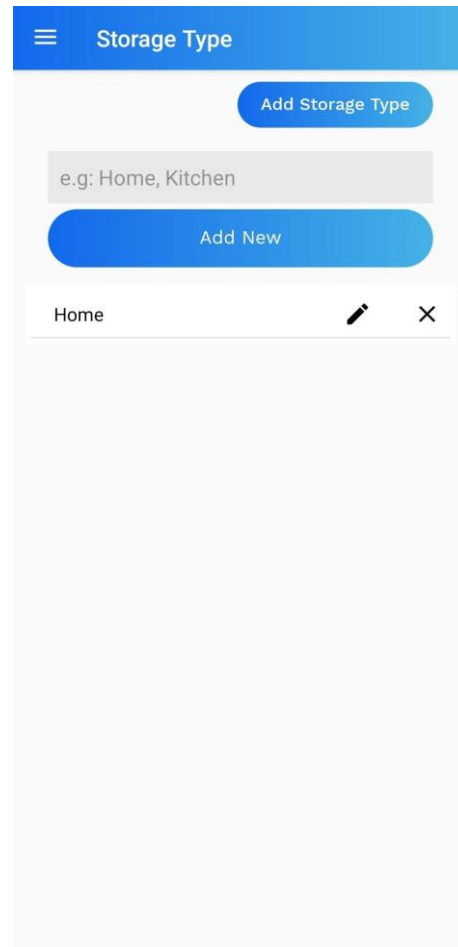 Storage Type
Add Storage Type
e.g: Home, Kitchen
Add New
Home